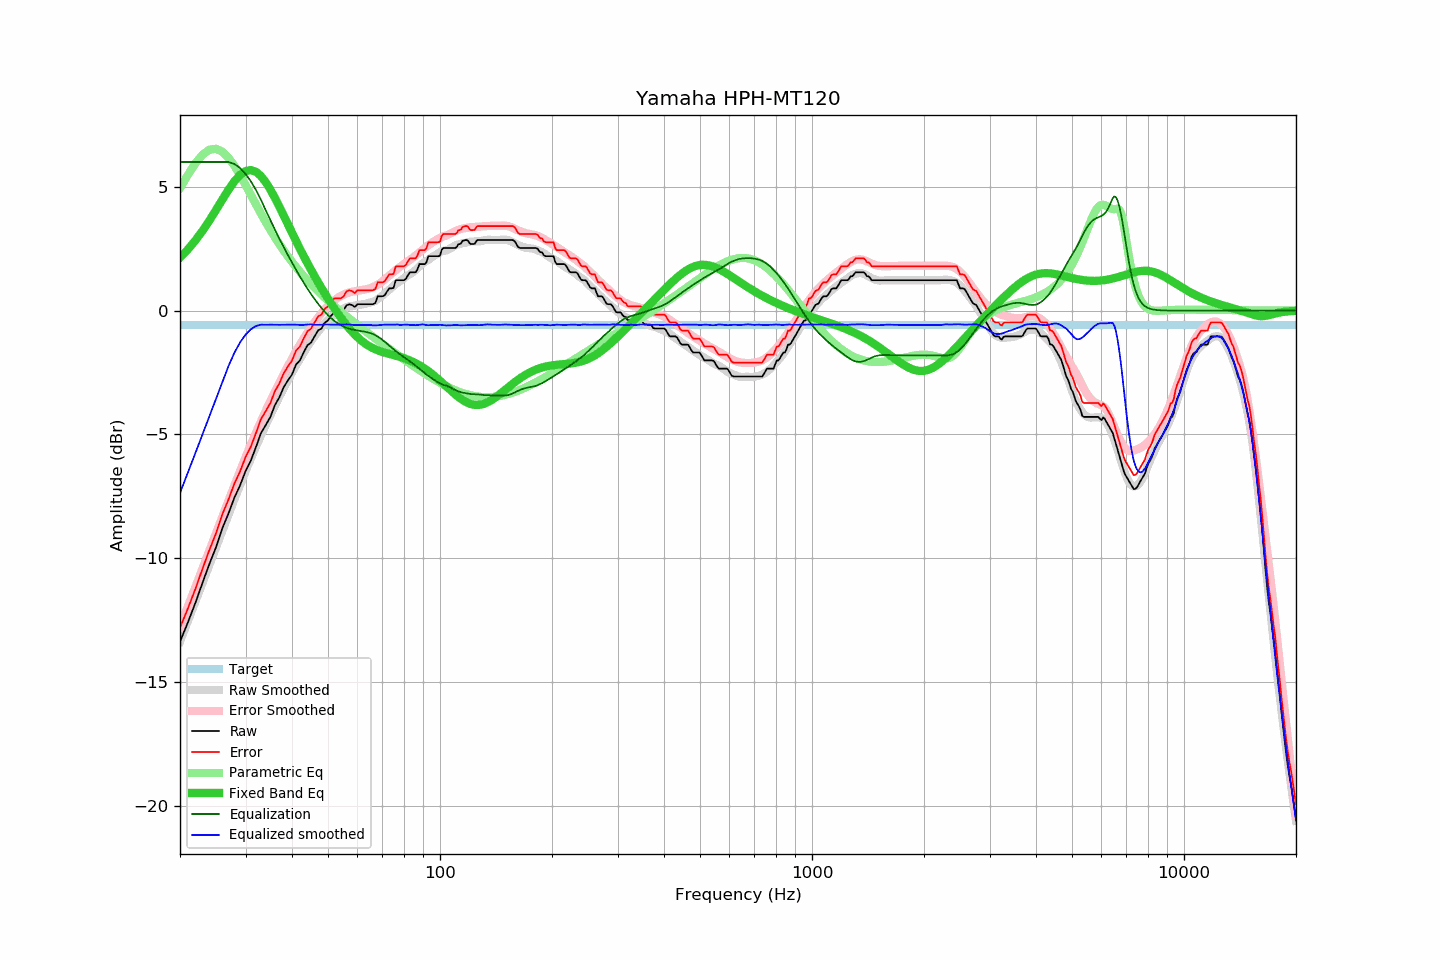 Yamaha HPH-MT120
5
0
−5
−10
−15
−20
Amplitude (dBr)
Target
Raw Smoothed
Error Smoothed
Raw
Error
Parametric Eq
Fixed Band Eq
Equalization
Equalized smoothed
100
1000
10000
Frequency (Hz)